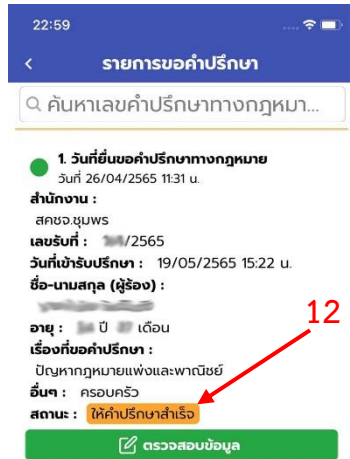 22:59
รายการขอคำปรึกษา
ค้นหาเลขคำปรึกษาทางกฎหมา...
1. วันที่ยื่นขอคำปรึกษาทางกฎหมาย
วันที่ 26/04/2565 11:31 น.
สำนักงาน :
สคชจ.ชุมพร
เลขรับที่ : /2565
วันที่เข้ารับปรึกษา : 19/05/2565 15:22 น.
ชื่อ-นามสกุล (ผู้ร้อง) :
อายุ : ปี เดือน
12
เรื่องที่ขอคำปรึกษา :
ปัญหากฎหมายแพ่งและพาณิชย์
อื่นๆ : ครอบครัว
สถานะ : ให้คำปรึกษาสำเร็จ
ตรวจสอบข้อมูล